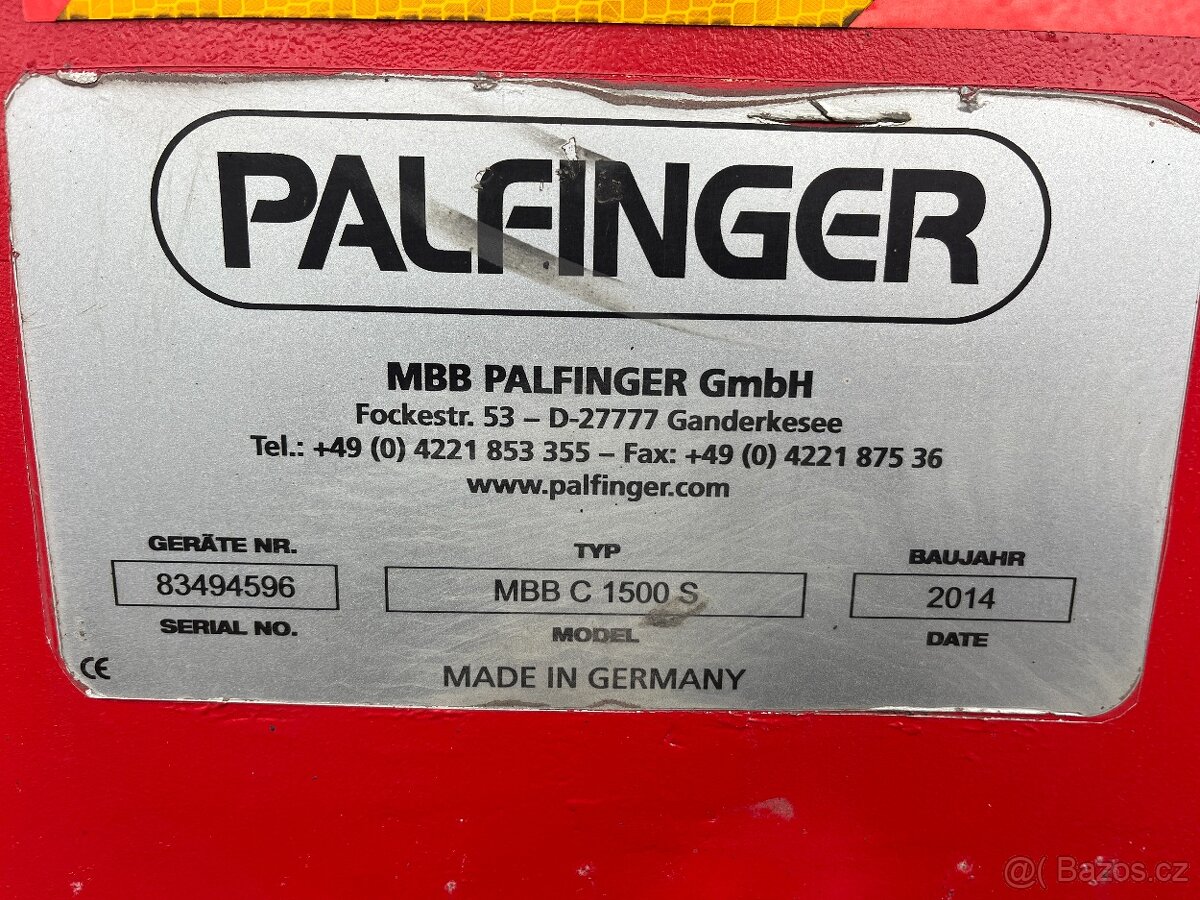 PALFINGER
MBB PALFINGER GmbH
Fockestr. 53 – D-27777 Ganderkesee
Tel.: +49 (0) 4221 853 355 – Fax: +49 (0) 4221 875 36
www.palfinger.com
GERÄTE NR. TYP BAUJAHR
83494596 MBB C 1500 S 2014
SERIAL NO. MODEL DATE
CE MADE IN GERMANY
@( Bazoš.cz